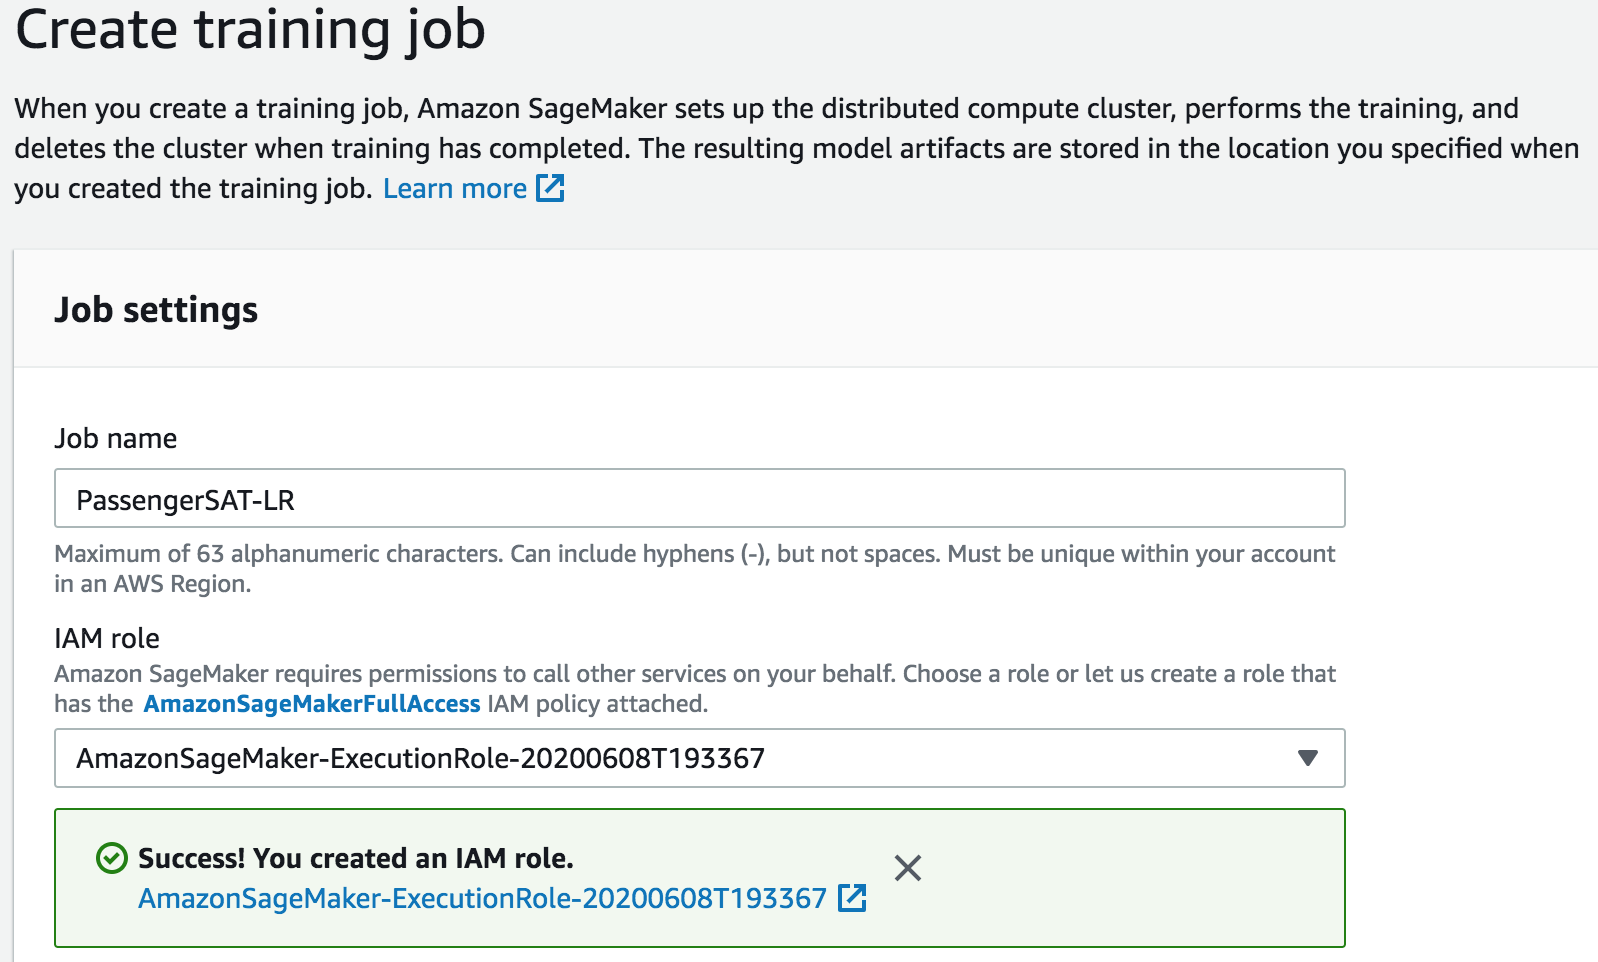 Create training job
When you create a training job, Amazon SageMaker sets up the distributed compute cluster, performs the training, and
deletes the cluster when training has completed. The resulting model artifacts are stored in the location you specified when
you created the training job. Learn more
Job settings
Job name
PassengerSAT-LR
Maximum of 63 alphanumeric characters. Can include hyphens (-), but not spaces. Must be unique within your account
in an AWS Region.
IAM role
Amazon SageMaker requires permissions to call other services on your behalf. Choose a role or let us create a role that
has the AmazonSageMakerFullAccess IAM policy attached.
AmazonSageMaker-ExecutionRole-20200608T193367
Success! You created an IAM role.
AmazonSageMaker-ExecutionRole-20200608T193367